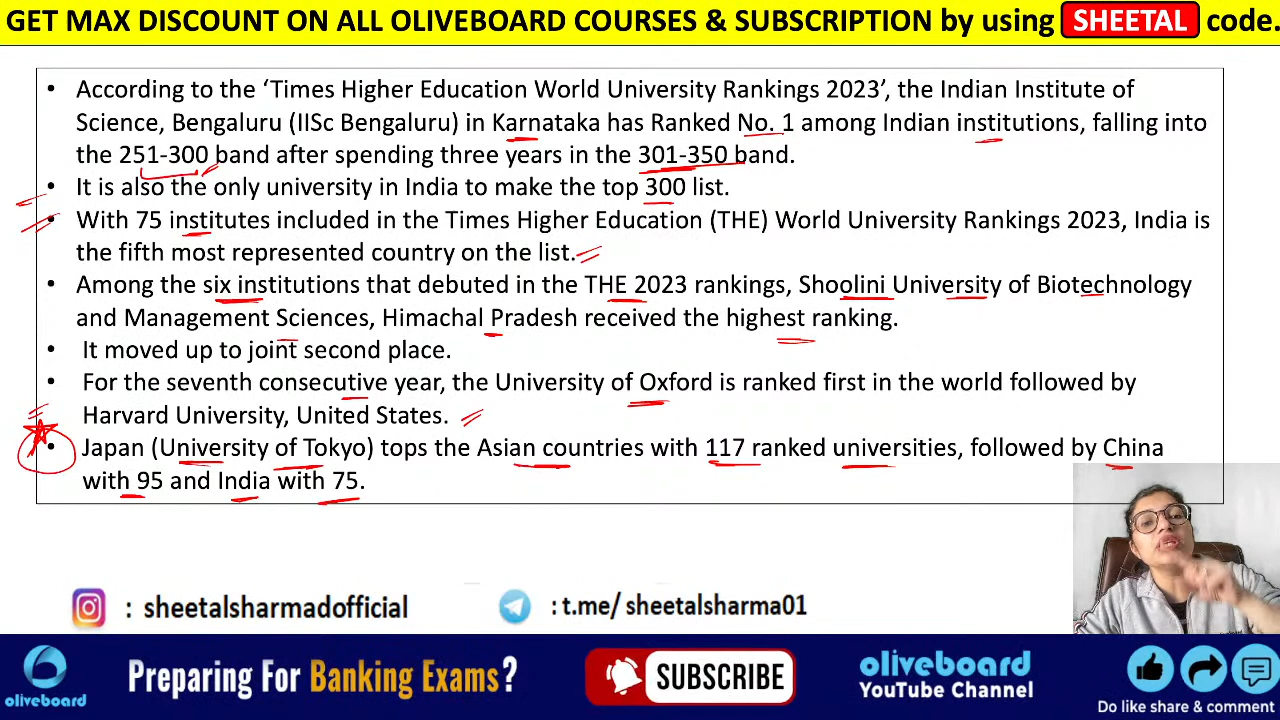 GET MAX DISCOUNT ON ALL OLIVEBOARD COURSES & SUBSCRIPTION by using SHEETAL code.
• According to the ‘Times Higher Education World University Rankings 2023’, the Indian Institute of
Science, Bengaluru (IISc Bengaluru) in Karnataka has Ranked No. 1 among Indian institutions, falling into
the 251-300 band after spending three years in the 301-350 band.
• It is also the only university in India to make the top 300 list.
• With 75 institutes included in the Times Higher Education (THE) World University Rankings 2023, India is
the fifth most represented country on the list.
• Among the six institutions that debuted in the THE 2023 rankings, Shoolini University of Biotechnology
and Management Sciences, Himachal Pradesh received the highest ranking.
• It moved up to joint second place.
• For the seventh consecutive year, the University of Oxford is ranked first in the world followed by
Harvard University, United States.
• Japan (University of Tokyo) tops the Asian countries with 117 ranked universities, followed by China
with 95 and India with 75.
: sheetalsharmadofficial
: t.me/ sheetalsharma01
oliveboard
Preparing For Banking Exams?
SUBSCRIBE
oliveboard
YouTube Channel
Do like share & comment